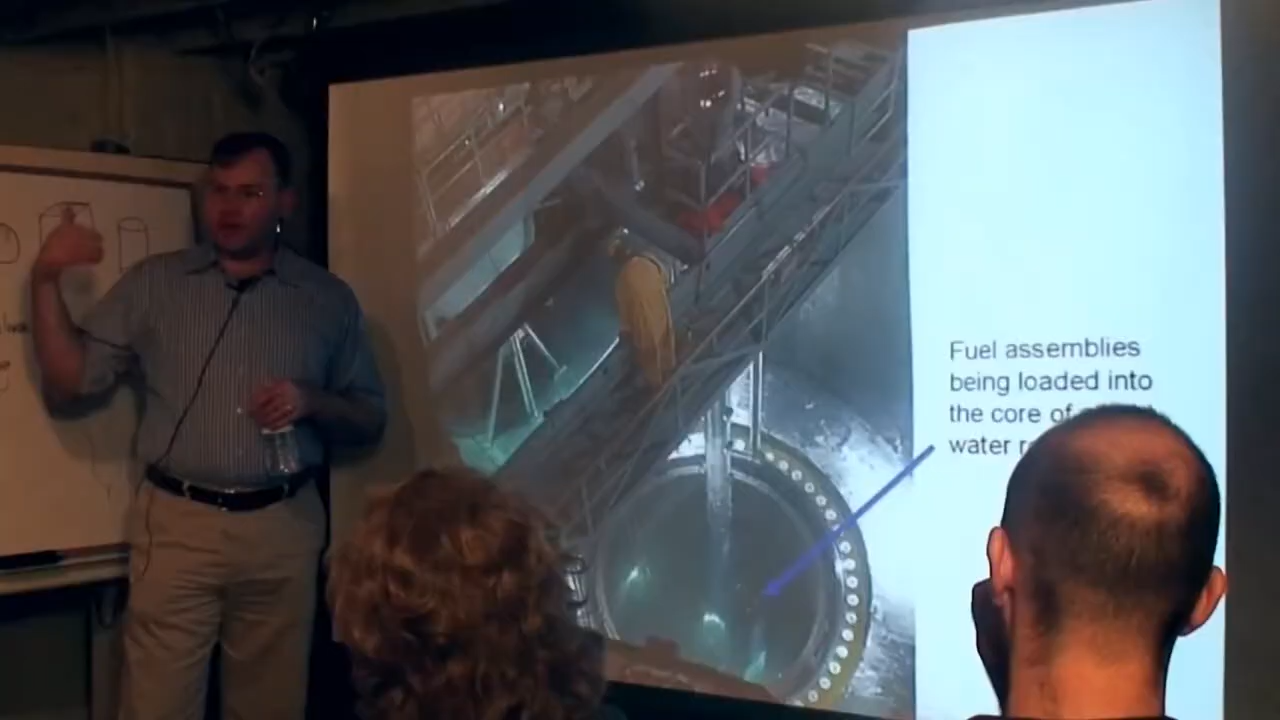 Fuel assemblies
being loaded into
the core of
water